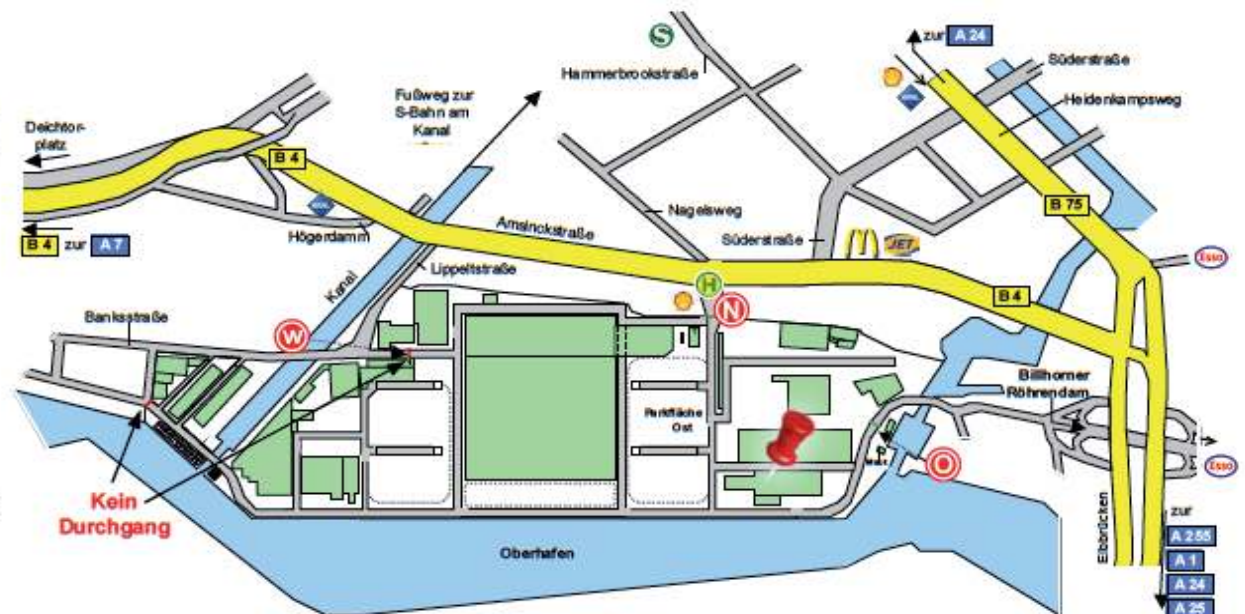 zur A 24
S
Süderstraße
Hammerbrookstraße
Fußweg zur
S-Bahn am
Kanal
Heidenkampsweg
Deichtor-
platz
B 4
B 75
Nagelsweg
Amsinckstraße
Süderstraße
JET
Högerdamm
B 4 zur A 7
Lippeltstraße
Esso
Kanal
H
N
B 4
Banksstraße
W
Billhorner
Röhrendam
Parkfläche
Ost
O
Esso
Kein
Durchgang
Oberhafen
Elbbrücken
zur
A 255
A 1
A 24
A 25